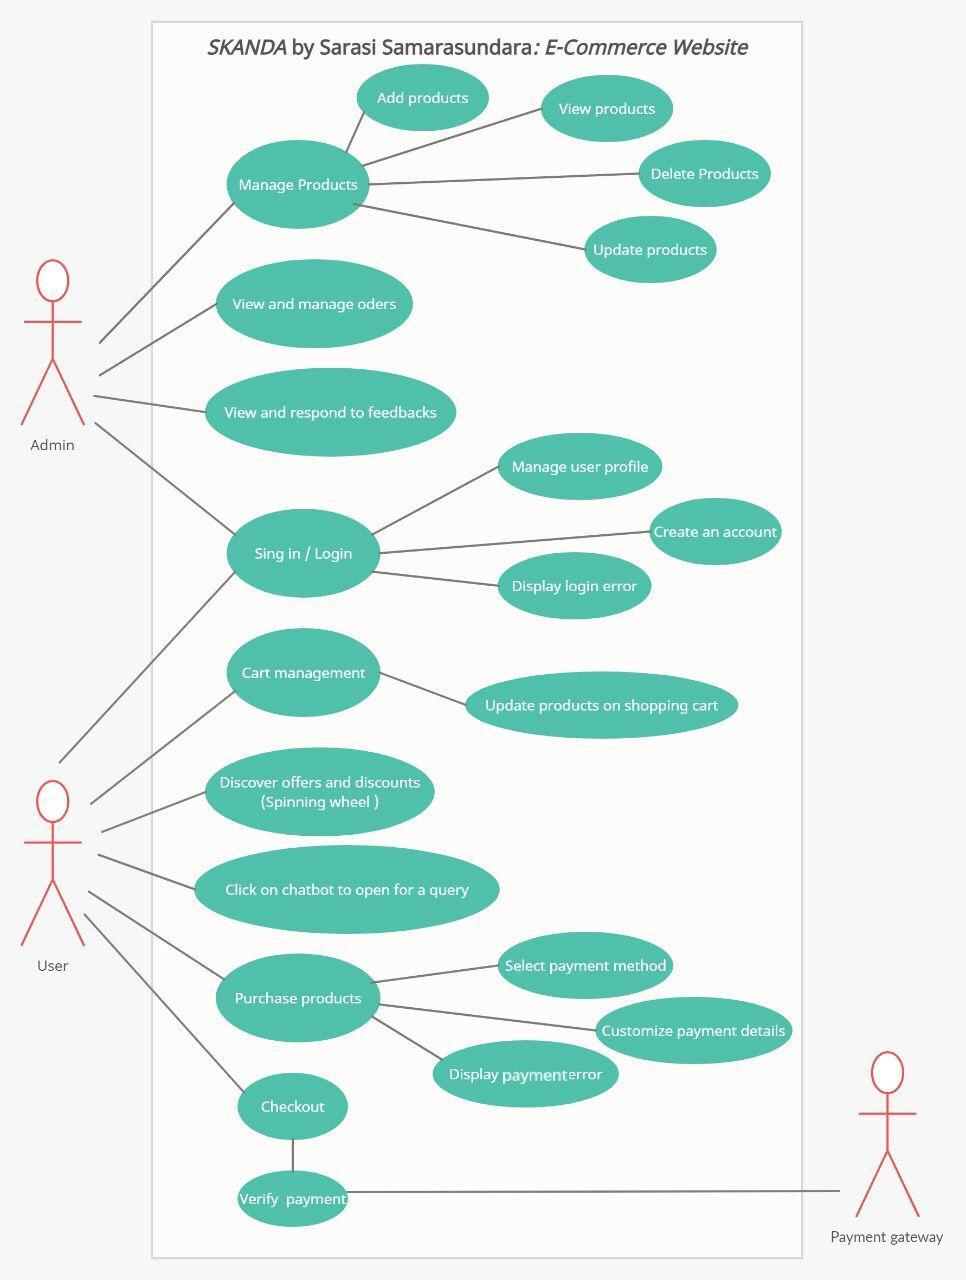 SKANDA by Sarasi Samarasundara: E-Commerce Website
Add products
View products
Manage Products
Delete Products
Update products
View and manage oders
View and respond to feedbacks
Admin
Manage user profile
Create an account
Sing in / Login
Display login error
Cart management
Update products on shopping cart
Discover offers and discounts
(Spinning wheel )
Click on chatbot to open for a query
User
Select payment method
Purchase products
Customize payment details
Display payment error
Checkout
Verify  payment
Payment gateway